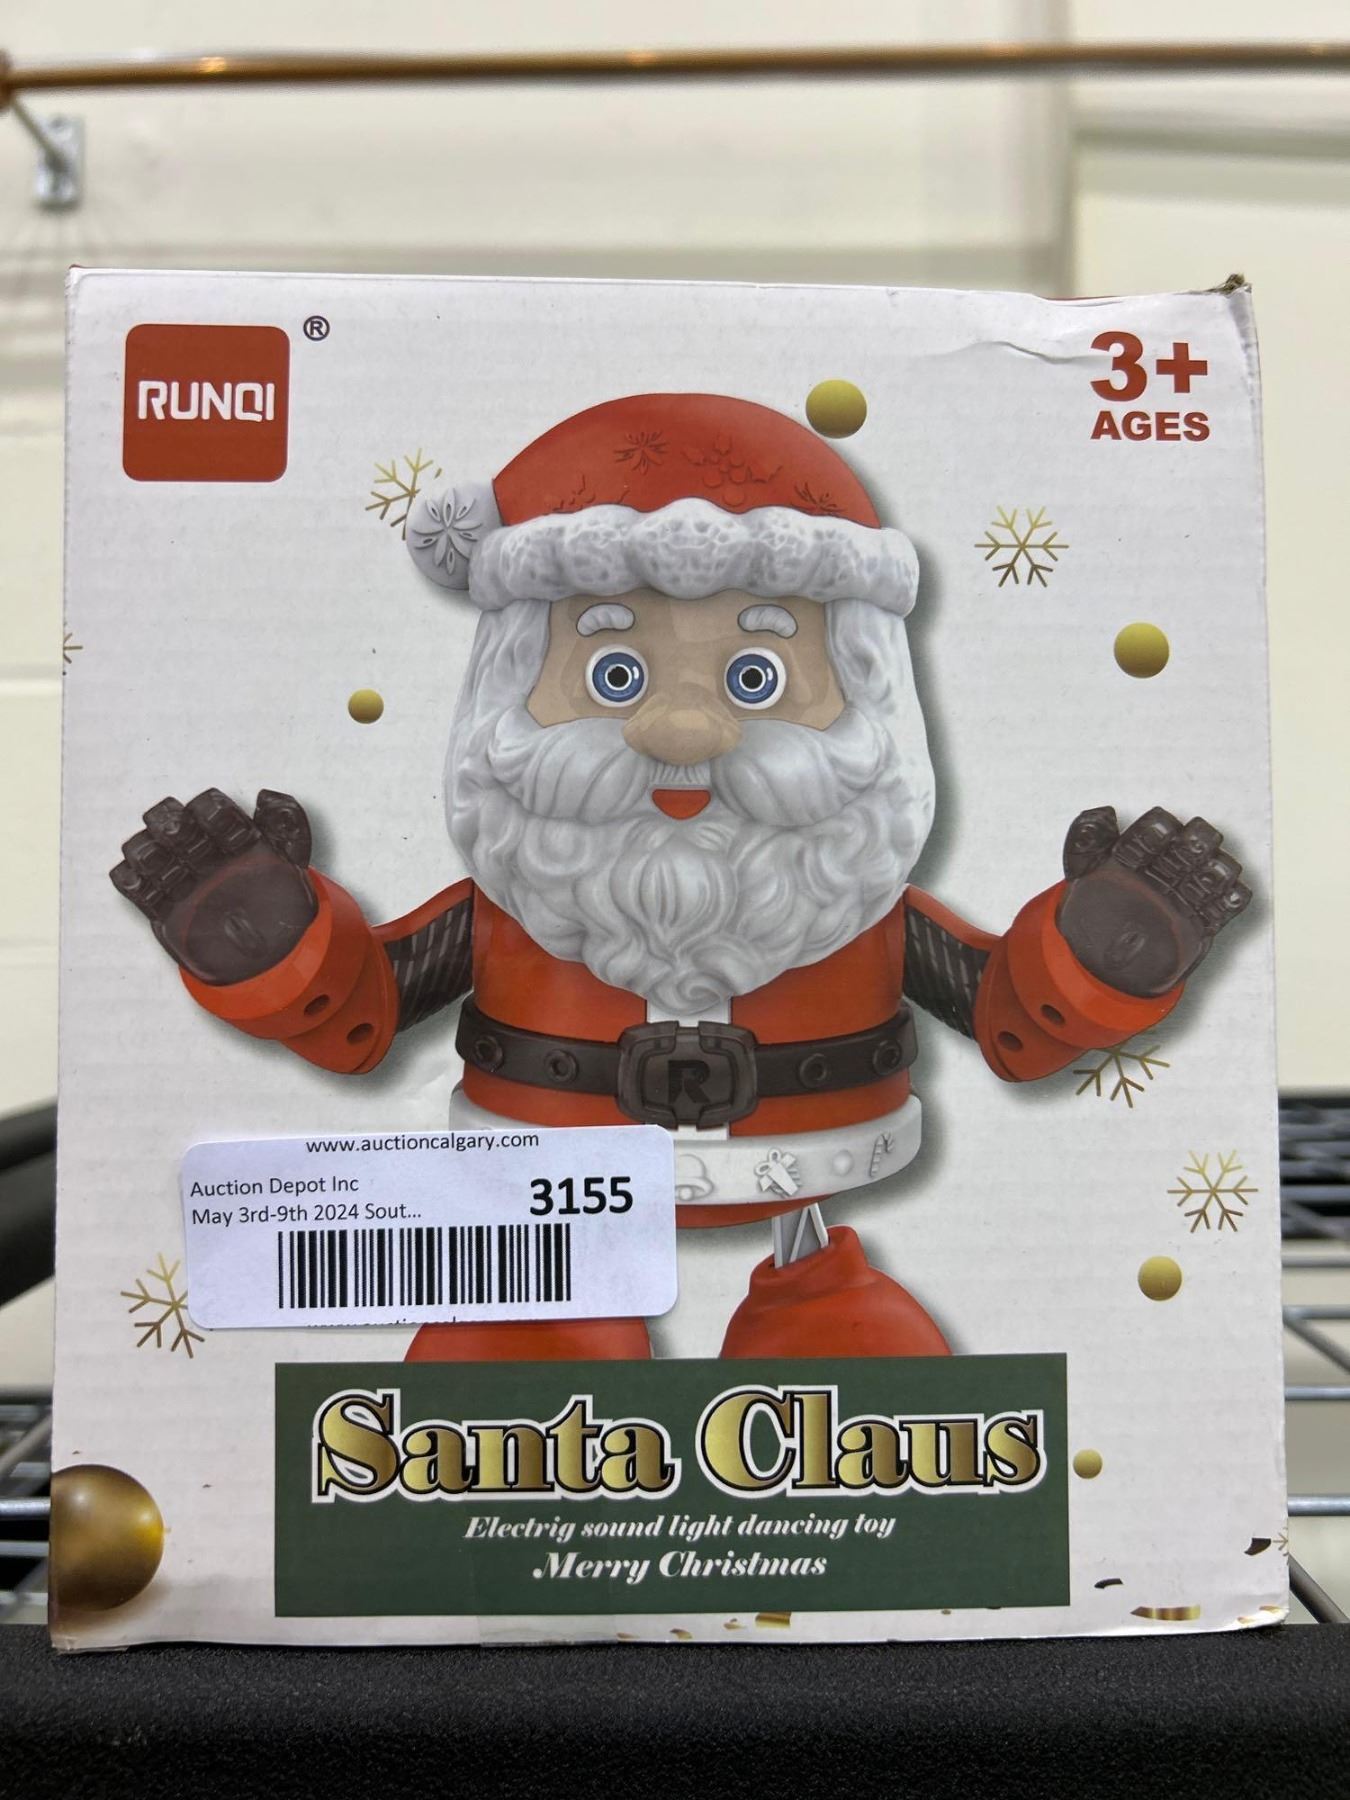 RUNQI
®
3+
AGES
R
www.auctioncalgary.com
Auction Depot Inc
May 3rd-9th 2024 Sout...
3155
Santa Claus
Electrig sound light dancing toy
Merry Christmas